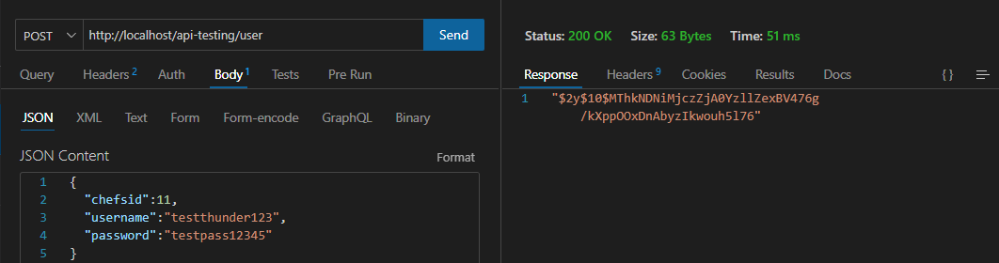 POST http://localhost/api-testing/user Send
Query Headers 2 Auth Body 1 Tests Pre Run
JSON XML Text Form Form-encode GraphQL Binary
JSON Content Format
1 {
2 "chefsid":11,
3 "username":"testthunder123",
4 "password":"testpass12345"
5 }
Status: 200 OK Size: 63 Bytes Time: 51 ms
Response Headers 9 Cookies Results Docs {}
1 "$2y$10$MThkNDNiMjczZjA0YzllZexBV476g
/kXppOOxDnAbyzIkwouh5l76"